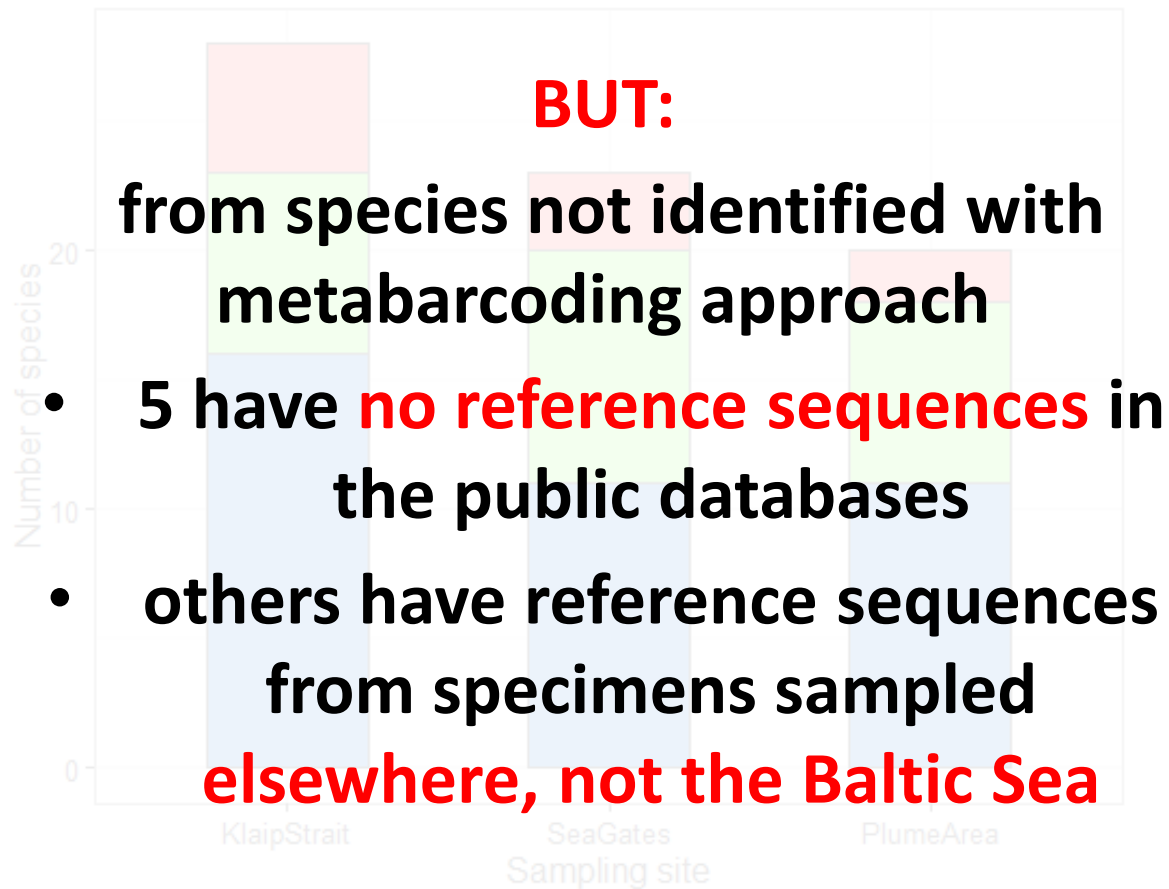 BUT:
from species not identified with
metabarcoding approach
• 5 have no reference sequences in
the public databases
• others have reference sequences
from specimens sampled
elsewhere, not the Baltic Sea
Number of species
20
10
0
KlaipStrait SeaGates PlumeArea
Sampling site